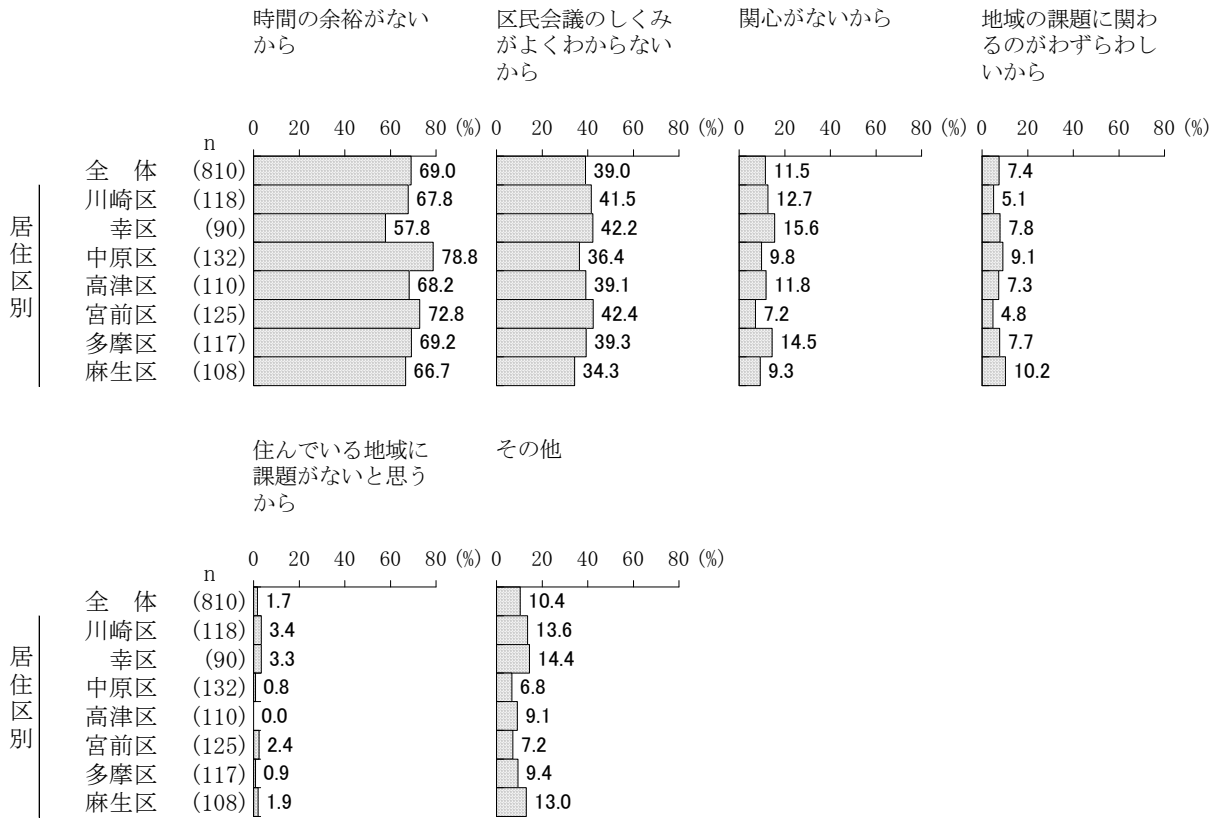 時間の余裕がない
から
区民会議のしくみ
がよくわからない
から
関心がないから
地域の課題に関わ
るのがわずらわし
いから
0 20 40 60 80 (%) 0 20 40 60 80 (%) 0 20 40 60 80 (%) 0 20 40 60 80 (%)
n
全 体 (810) 69.0 39.0 11.5 7.4
居住区別
川崎区 (118) 67.8 41.5 12.7 5.1
幸区 (90) 57.8 42.2 15.6 7.8
中原区 (132) 78.8 36.4 9.8 9.1
高津区 (110) 68.2 39.1 11.8 7.3
宮前区 (125) 72.8 42.4 7.2 4.8
多摩区 (117) 69.2 39.3 14.5 7.7
麻生区 (108) 66.7 34.3 9.3 10.2
住んでいる地域に
課題がないと思う
から
その他
0 20 40 60 80 (%) 0 20 40 60 80 (%)
n
全 体 (810) 1.7 10.4
居住区別
川崎区 (118) 3.4 13.6
幸区 (90) 3.3 14.4
中原区 (132) 0.8 6.8
高津区 (110) 0.0 9.1
宮前区 (125) 2.4 7.2
多摩区 (117) 0.9 9.4
麻生区 (108) 1.9 13.0